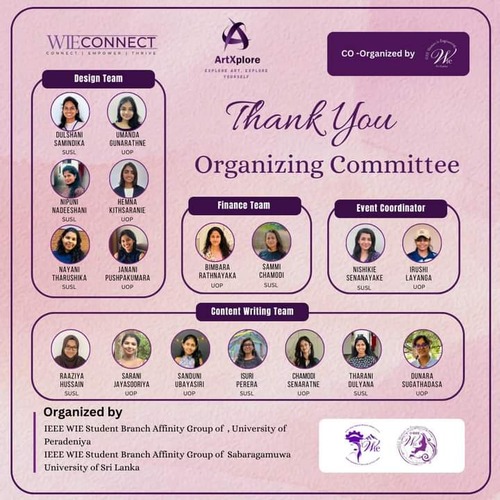 WIECONNECT
CONNECT | EMPOWER | THRIVE
ArtXplore
EXPLORE ART, EXPLORE
YOURSELF
CO -Organized by
Wie
Thank You
Organizing Committee
Design Team
DULSHANI
SAMINDIKA
SUSL
UMANDA
GUNARATHNE
UOP
NIPUNI
NADEESHANI
SUSL
HEMNA
KITHSARANIE
UOP
NAYANI
THARUSHIKA
SUSL
JANANI
PUSHPAKUMARA
UOP
Finance Team
BIMBARA
RATHNAYAKA
UOP
SAMMI
CHAMODI
SUSL
Event Coordinator
NISHIKIE
SENANAYAKE
SUSL
IRUSHI
LAYANGA
UOP
Content Writing Team
RAAZIYA
HUSSAIN
SUSL
SARANI
JAYASOORIYA
UOP
SANDUNI
UBAYASIRI
UOP
ISURI
PERERA
SUSL
CHAMODI
SENARATNE
UOP
THARANI
DULYANA
SUSL
DUNARA
SUGATHADASA
UOP
Organized by
IEEE WIE Student Branch Affinity Group of , University of
Peradeniya
IEEE WIE Student Branch Affinity Group of Sabaragamuwa
University of Sri Lanka
Wie
Wie